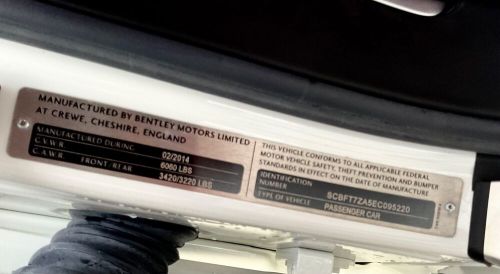 MANUFACTURED BY BENTLEY MOTORS LIMITED
AT CREWE, CHESHIRE, ENGLAND
MANUFACTURED DURING 02/2014
G.V.W.R. 6060 LBS
G.A.W.R. FRONT REAR 3420/3220 LBS
THIS VEHICLE CONFORMS TO ALL APPLICABLE FEDERAL
MOTOR VEHICLE SAFETY, THEFT PREVENTION AND BUMPER
STANDARDS IN EFFECT ON THE DATE OF MANUFACTURE
IDENTIFICATION
NUMBER SCBFT7ZA5EC095220
TYPE OF VEHICLE PASSENGER CAR